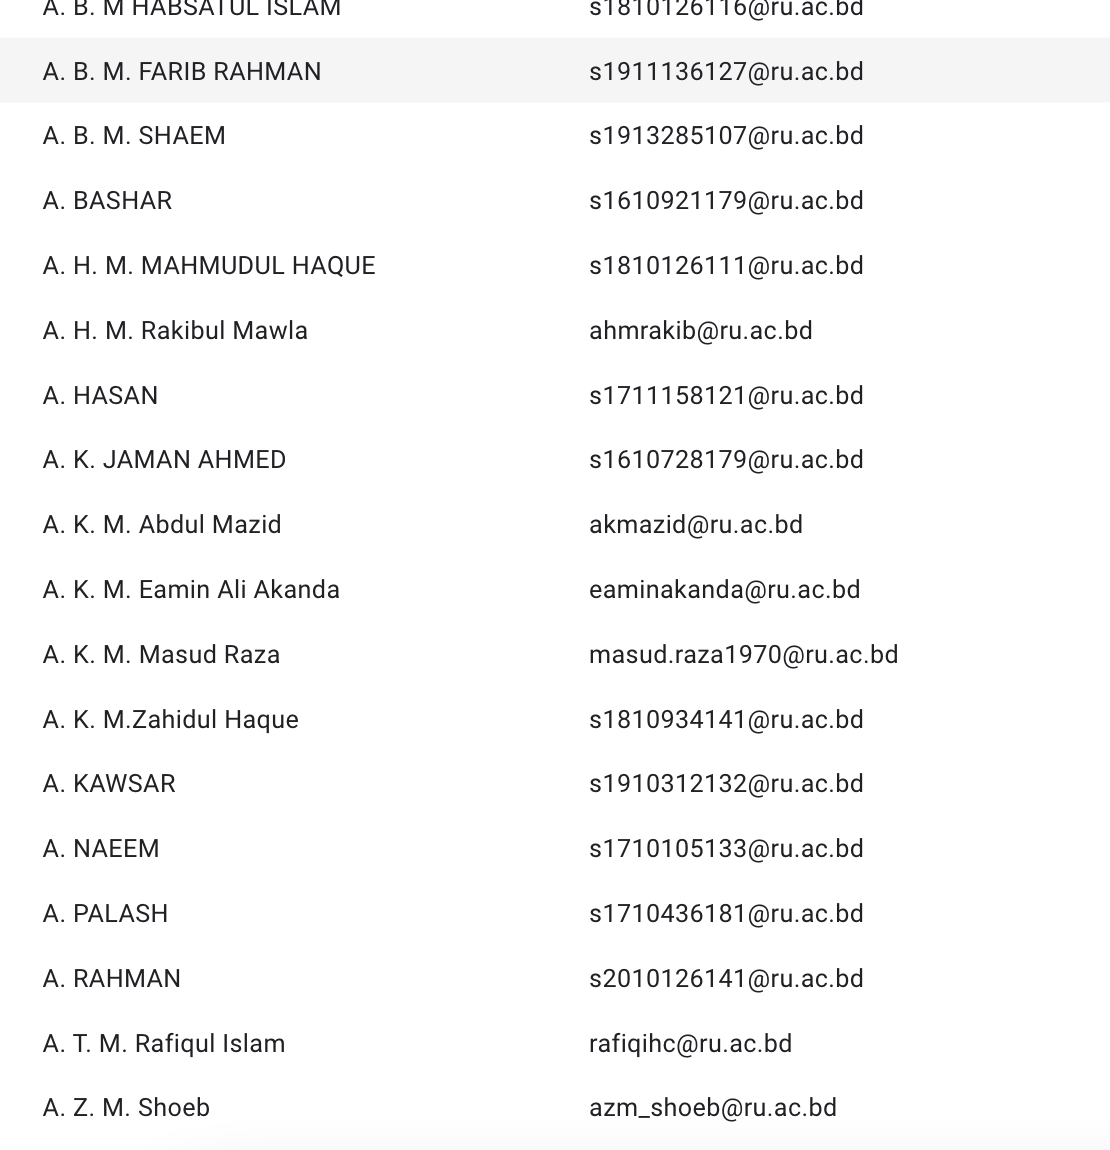 A. B. M HABSATUL ISLAM s1810126116@ru.ac.bd
A. B. M. FARIB RAHMAN s1911136127@ru.ac.bd
A. B. M. SHAEM s1913285107@ru.ac.bd
A. BASHAR s1610921179@ru.ac.bd
A. H. M. MAHMUDUL HAQUE s1810126111@ru.ac.bd
A. H. M. Rakibul Mawla ahmrakib@ru.ac.bd
A. HASAN s1711158121@ru.ac.bd
A. K. JAMAN AHMED s1610728179@ru.ac.bd
A. K. M. Abdul Mazid akmazid@ru.ac.bd
A. K. M. Eamin Ali Akanda eaminakanda@ru.ac.bd
A. K. M. Masud Raza masud.raza1970@ru.ac.bd
A. K. M.Zahidul Haque s1810934141@ru.ac.bd
A. KAWSAR s1910312132@ru.ac.bd
A. NAEEM s1710105133@ru.ac.bd
A. PALASH s1710436181@ru.ac.bd
A. RAHMAN s2010126141@ru.ac.bd
A. T. M. Rafiqul Islam rafiqihc@ru.ac.bd
A. Z. M. Shoeb azm_shoeb@ru.ac.bd